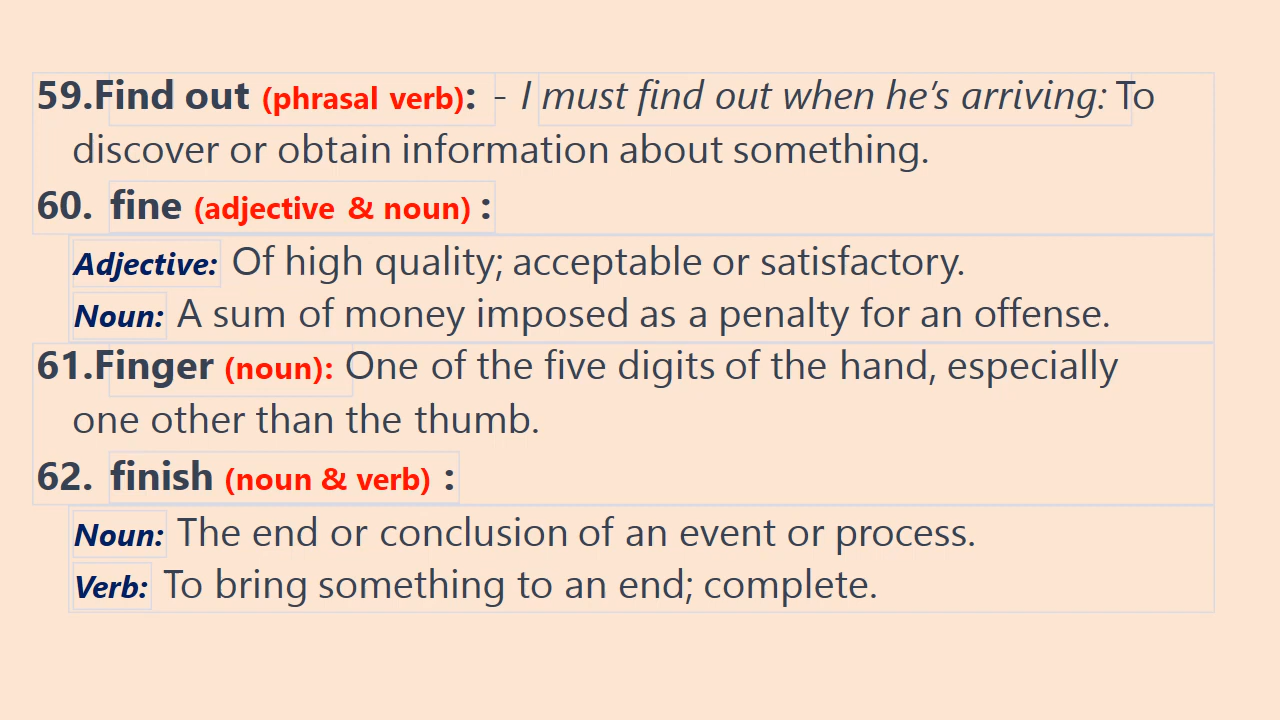 59.Find out (phrasal verb): - I must find out when he’s arriving: To
discover or obtain information about something.
60. fine (adjective & noun) :
Adjective: Of high quality; acceptable or satisfactory.
Noun: A sum of money imposed as a penalty for an offense.
61.Finger (noun): One of the five digits of the hand, especially
one other than the thumb.
62. finish (noun & verb) :
Noun: The end or conclusion of an event or process.
Verb: To bring something to an end; complete.